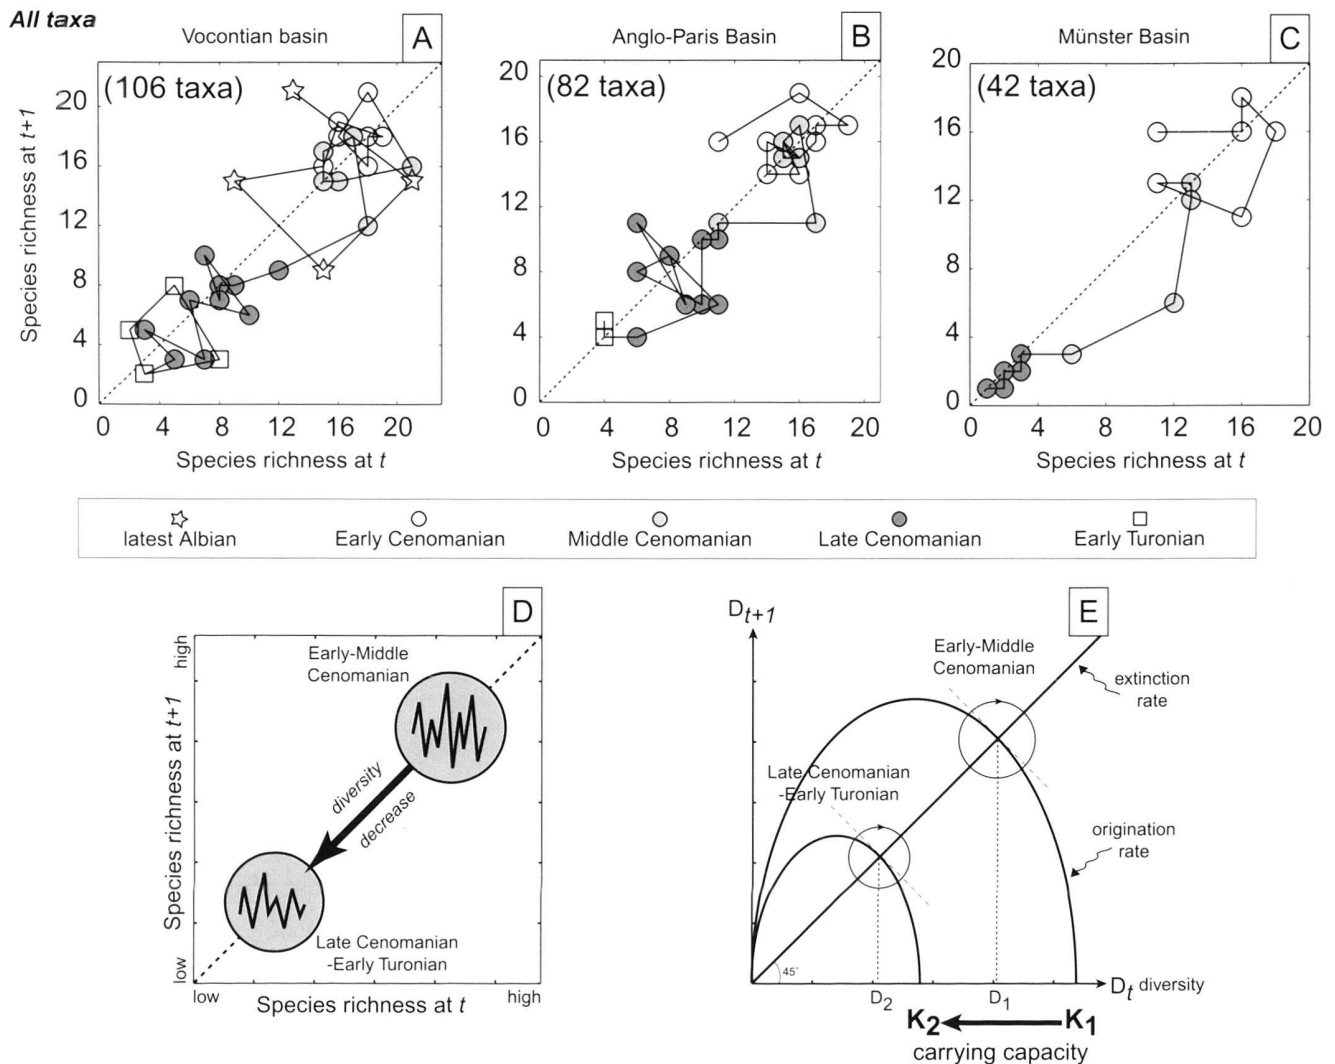 All taxa
Vocontian basin
A
(106 taxa)
Species richness at t+1
20
16
12
8
4
0
0 4 8 12 16 20
Species richness at t
Anglo-Paris Basin
B
(82 taxa)
20
16
12
8
4
0
0 4 8 12 16 20
Species richness at t
Münster Basin
C
(42 taxa)
20
16
12
8
4
0
0 4 8 12 16 20
Species richness at t
latest Albian
Early Cenomanian
Middle Cenomanian
Late Cenomanian
Early Turonian
D
high
Species richness at t+1
low
Early-Middle
Cenomanian
diversity
decrease
Late Cenomanian
-Early Turonian
low
high
Species richness at t
E
Dt+1
Early-Middle
Cenomanian
extinction
rate
Late Cenomanian
-Early Turonian
origination
rate
45°
D2
D1
Dt diversity
K2 K1
carrying capacity